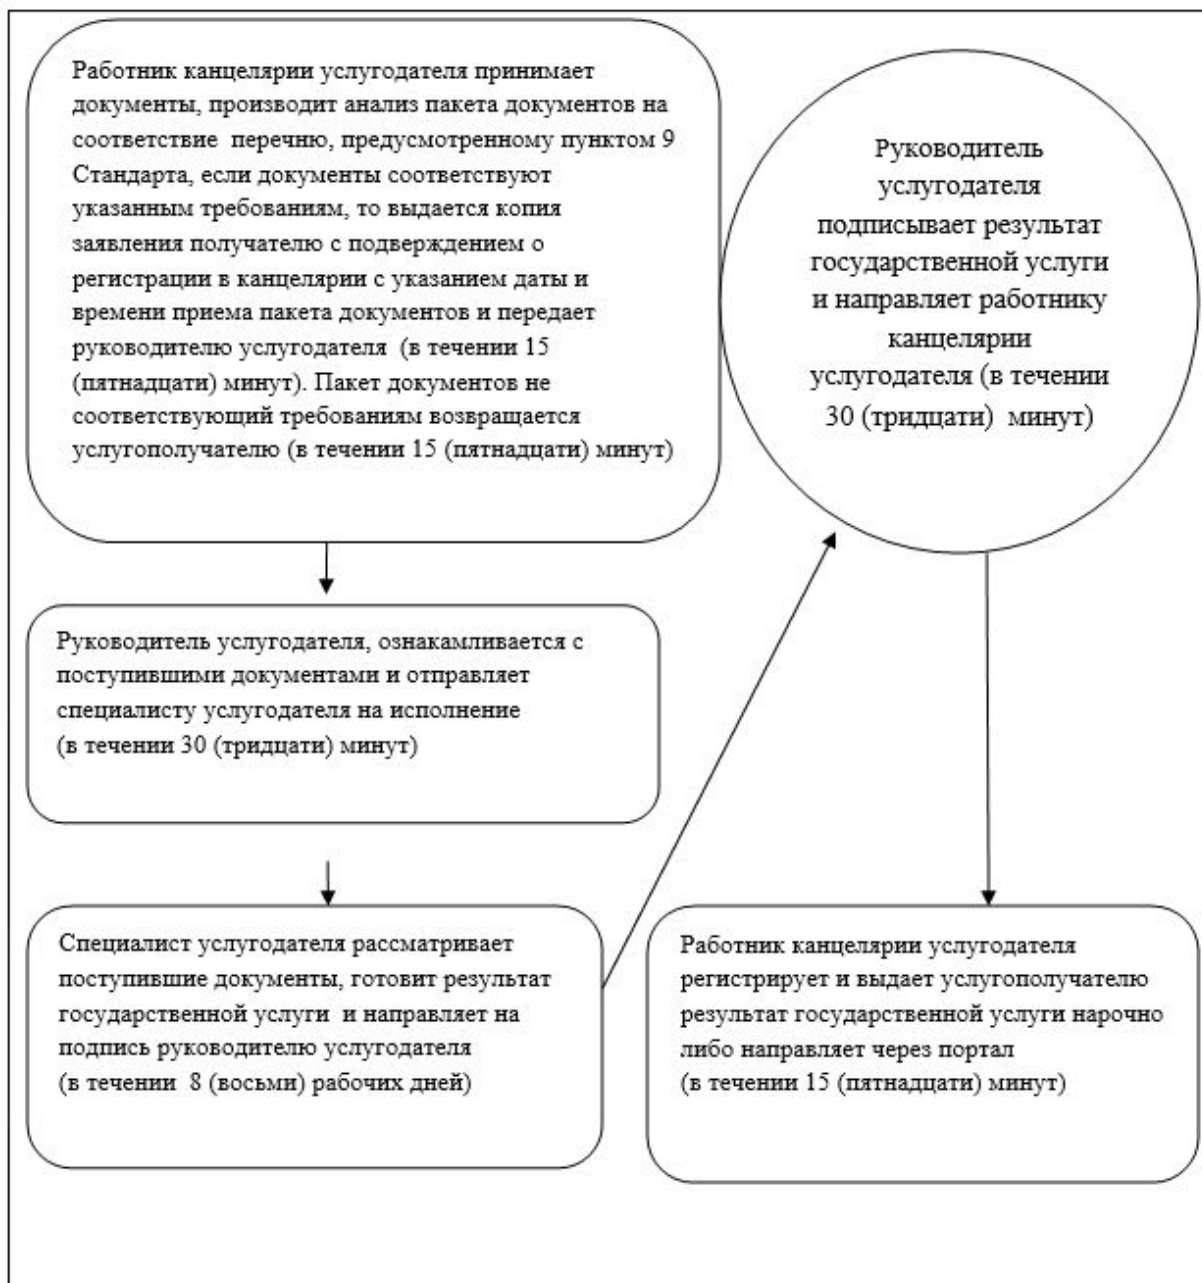 Работник канцелярии услугодателя принимает
документы, производит анализ пакета документов на
соответствие перечню, предусмотренному пунктом 9
Стандарта, если документы соответствуют
указанным требованиям, то выдается копия
заявления получателю с подверждением о
регистрации в канцелярии с указанием даты и
времени приема пакета документов и передает
руководителю услугодателя (в течении 15
(пятнадцати) минут). Пакет документов не
соответствующий требованиям возвращается
услугополучателю (в течении 15 (пятнадцати) минут)
Руководитель услугодателя, ознакамливается с
поступившими документами и отправляет
специалисту услугодателя на исполнение
(в течении 30 (тридцати) минут)
Специалист услугодателя рассматривает
поступившие документы, готовит результат
государственной услуги и направляет на
подпись руководителю услугодателя
(в течении 8 (восьми) рабочих дней)
Руководитель
услугодателя
подписывает результат
государственной услуги
и направляет работнику
канцелярии
услугодателя (в течении
30 (тридцати) минут)
Работник канцелярии услугодателя
регистрирует и выдает услугополучателю
результат государственной услуги нарочно
либо направляет через портал
(в течении 15 (пятнадцати) минут)